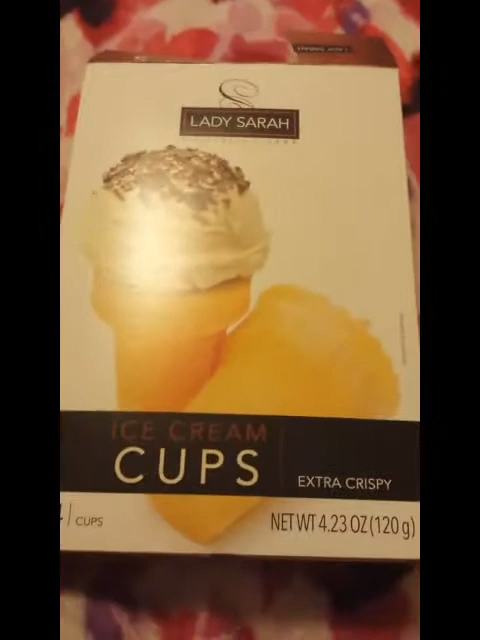 LADY SARAH
ICE CREAM
CUPS
EXTRA CRISPY
CUPS
NET WT 4.23 OZ (120 g)